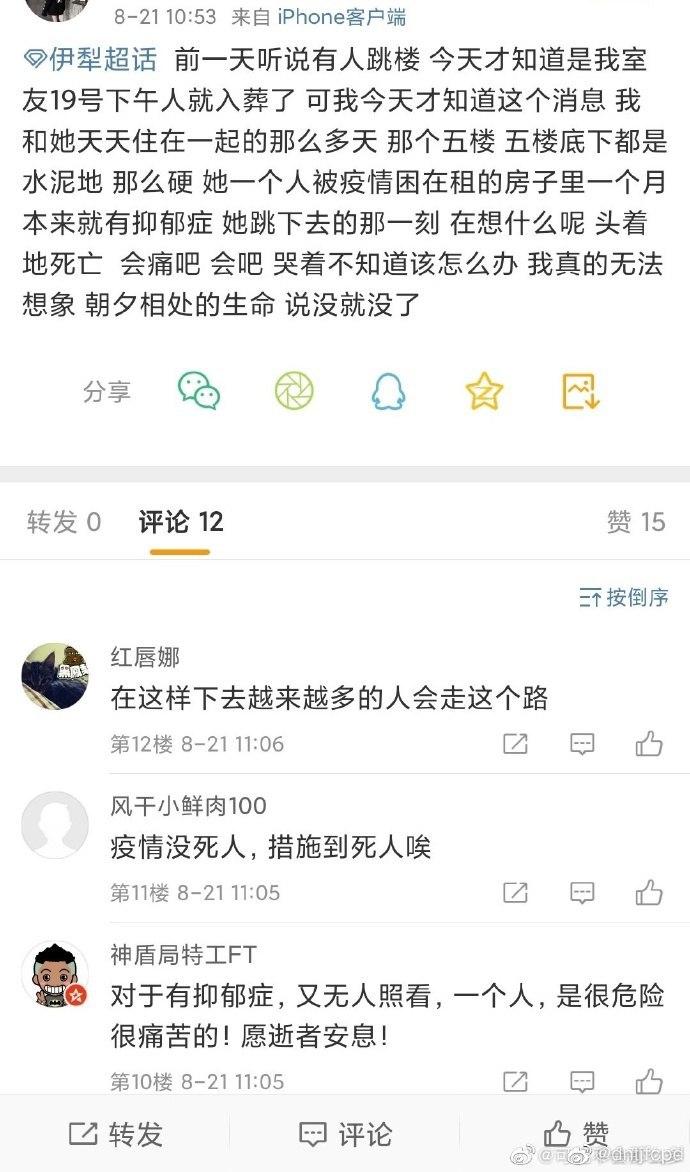 8-21 10:53 来自 iPhone客户端
伊犁超话 前一天听说有人跳楼 今天才知道是我室
友19号下午人就入葬了 可我今天才知道这个消息 我
和她天天住在一起的那么多天 那个五楼 五楼底下都是
水泥地 那么硬 她一个人被疫情困在租的房子里一个月
本来就有抑郁症 她跳下去的那一刻 在想什么呢 头着
地死亡 会痛吧 会吧 哭着不知道该怎么办 我真的无法
想象 朝夕相处的生命 说没就没了
分享
转发 0 评论 12 赞 15
按倒序
红唇娜
在这样下去越来越多的人会走这个路
第12楼 8-21 11:06
风干小鲜肉100
疫情没死人，措施到死人唉
第11楼 8-21 11:05
神盾局特工FT
对于有抑郁症，又无人照看，一个人，是很危险
很痛苦的！愿逝者安息！
第10楼 8-21 11:05
转发 评论 赞